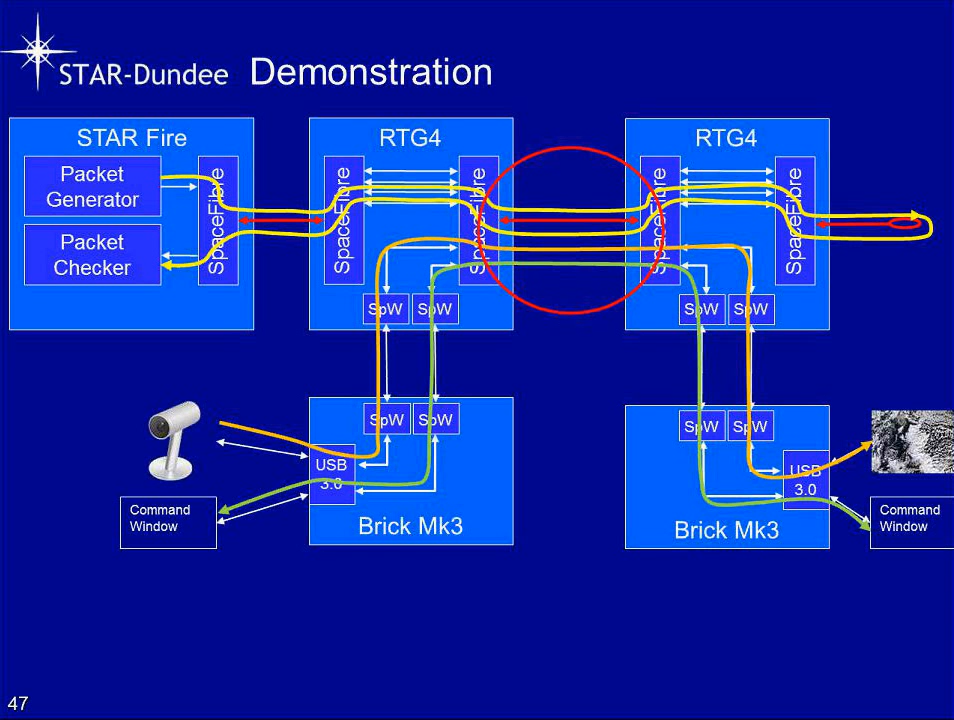 STAR-Dundee Demonstration
STAR Fire
Packet
Generator
Packet
Checker
SpaceFibre
RTG4
SpaceFibre
SpaceFibre
SpW
SpW
RTG4
SpaceFibre
SpaceFibre
SpW
SpW
SpW
SpW
USB
3.0
Brick Mk3
Command
Window
SpW
SpW
USB
3.0
Brick Mk3
Command
Window
47